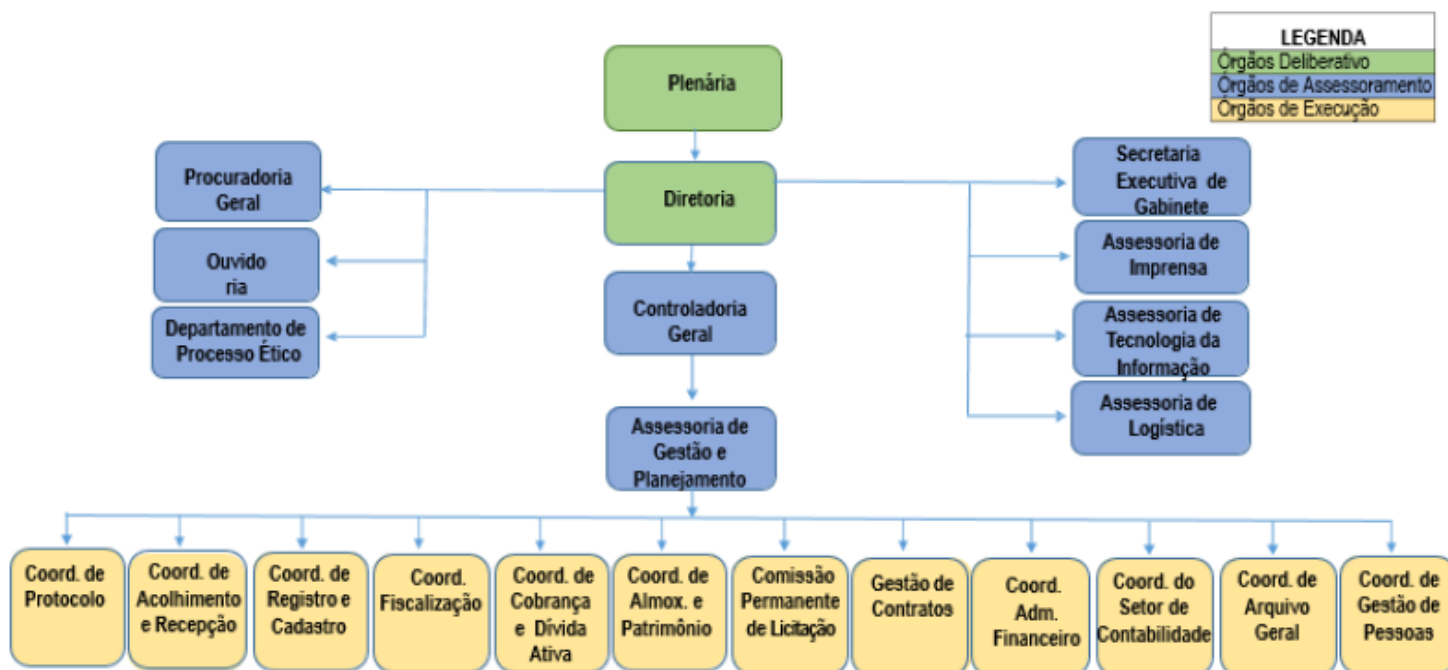 LEGENDA
Órgãos Deliberativo
Órgãos de Assessoramento
Órgãos de Execução
Plenária
Diretoria
Procuradoria
Geral
Ouvido
ria
Departamento de
Processo Ético
Controladoria
Geral
Assessoria de
Gestão e
Planejamento
Secretaria
Executiva de
Gabinete
Assessoria de
Imprensa
Assessoria de
Tecnologia da
Informação
Assessoria de
Logística
Coord. de
Protocolo
Coord. de
Acolhimento
e Recepção
Coord. de
Registro e
Cadastro
Coord.
Fiscalização
Coord. de
Cobrança
e Dívida
Ativa
Coord. de
Almox. e
Patrimônio
Comissão
Permanente
de Licitação
Gestão de
Contratos
Coord.
Adm.
Financeiro
Coord. do
Setor de
Contabilidade
Coord. de
Arquivo
Geral
Coord. de
Gestão de
Pessoas